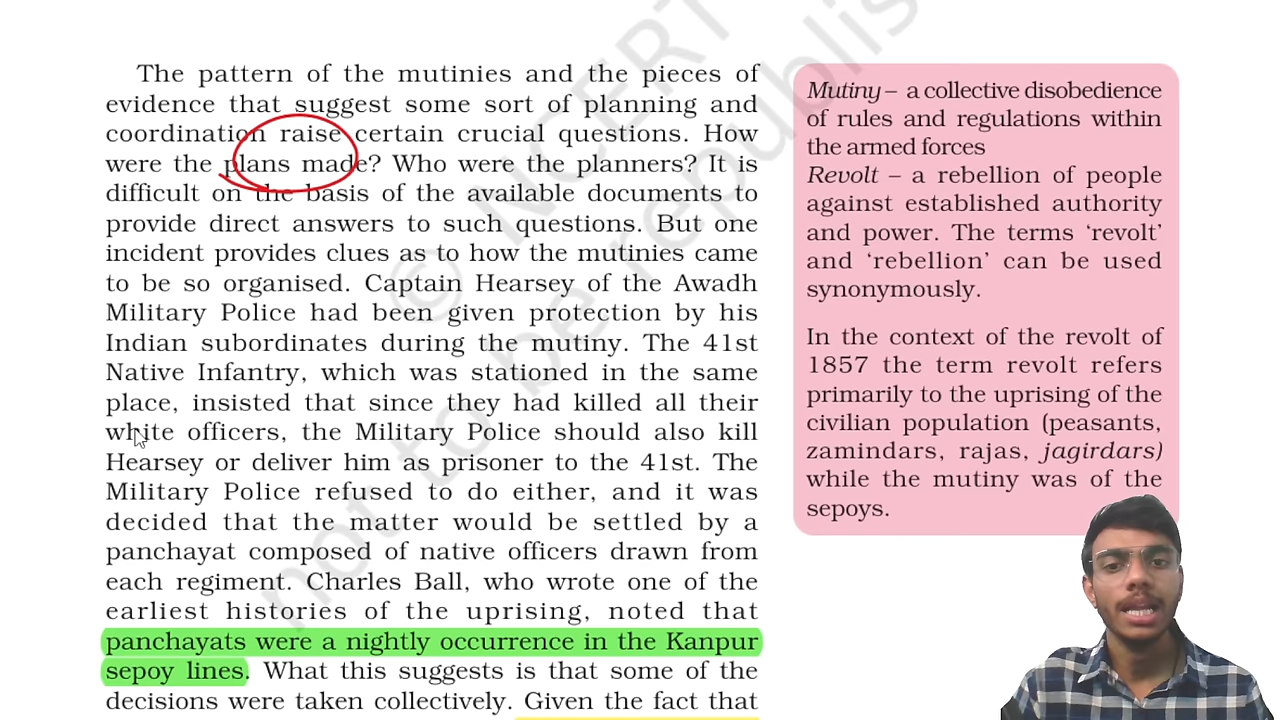 The pattern of the mutinies and the pieces of
evidence that suggest some sort of planning and
coordination raise certain crucial questions. How
were the plans made? Who were the planners? It is
difficult on the basis of the available documents to
provide direct answers to such questions. But one
incident provides clues as to how the mutinies came
to be so organised. Captain Hearsey of the Awadh
Military Police had been given protection by his
Indian subordinates during the mutiny. The 41st
Native Infantry, which was stationed in the same
place, insisted that since they had killed all their
white officers, the Military Police should also kill
Hearsey or deliver him as prisoner to the 41st. The
Military Police refused to do either, and it was
decided that the matter would be settled by a
panchayat composed of native officers drawn from
each regiment. Charles Ball, who wrote one of the
earliest histories of the uprising, noted that
panchayats were a nightly occurrence in the Kanpur
sepoy lines. What this suggests is that some of the
decisions were taken collectively. Given the fact that
Mutiny – a collective disobedience
of rules and regulations within
the armed forces
Revolt – a rebellion of people
against established authority
and power. The terms ‘revolt’
and ‘rebellion’ can be used
synonymously.
In the context of the revolt of
1857 the term revolt refers
primarily to the uprising of the
civilian population (peasants,
zamindars, rajas, jagirdars)
while the mutiny was of the
sepoys.
© NCERT
not to be republis